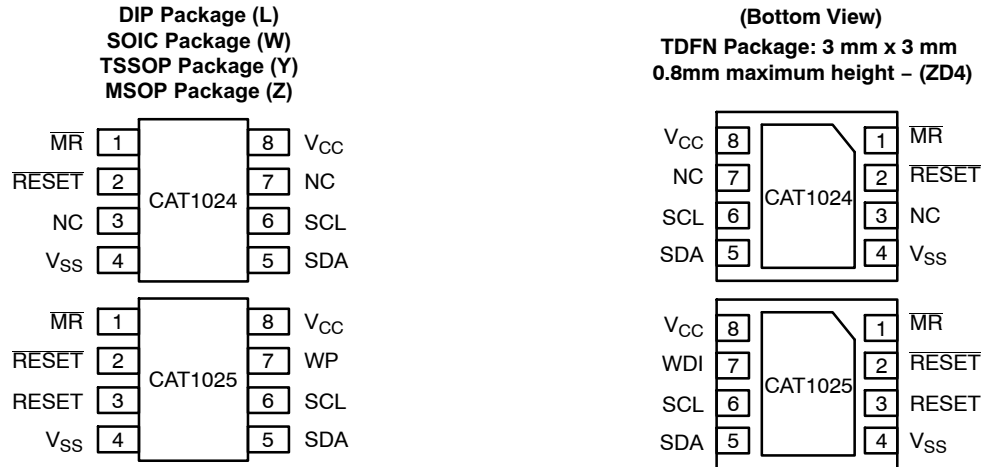 DIP Package (L)
SOIC Package (W)
TSSOP Package (Y)
MSOP Package (Z)
MR 1 8 VCC
RESET 2 7 NC
CAT1024
NC 3 6 SCL
VSS 4 5 SDA
MR 1 8 VCC
RESET 2 7 WP
CAT1025
RESET 3 6 SCL
VSS 4 5 SDA
(Bottom View)
TDFN Package: 3 mm x 3 mm
0.8mm maximum height – (ZD4)
VCC 8 1 MR
NC 7 2 RESET
CAT1024
SCL 6 3 NC
SDA 5 4 VSS
VCC 8 1 MR
WDI 7 2 RESET
CAT1025
SCL 6 3 RESET
SDA 5 4 VSS